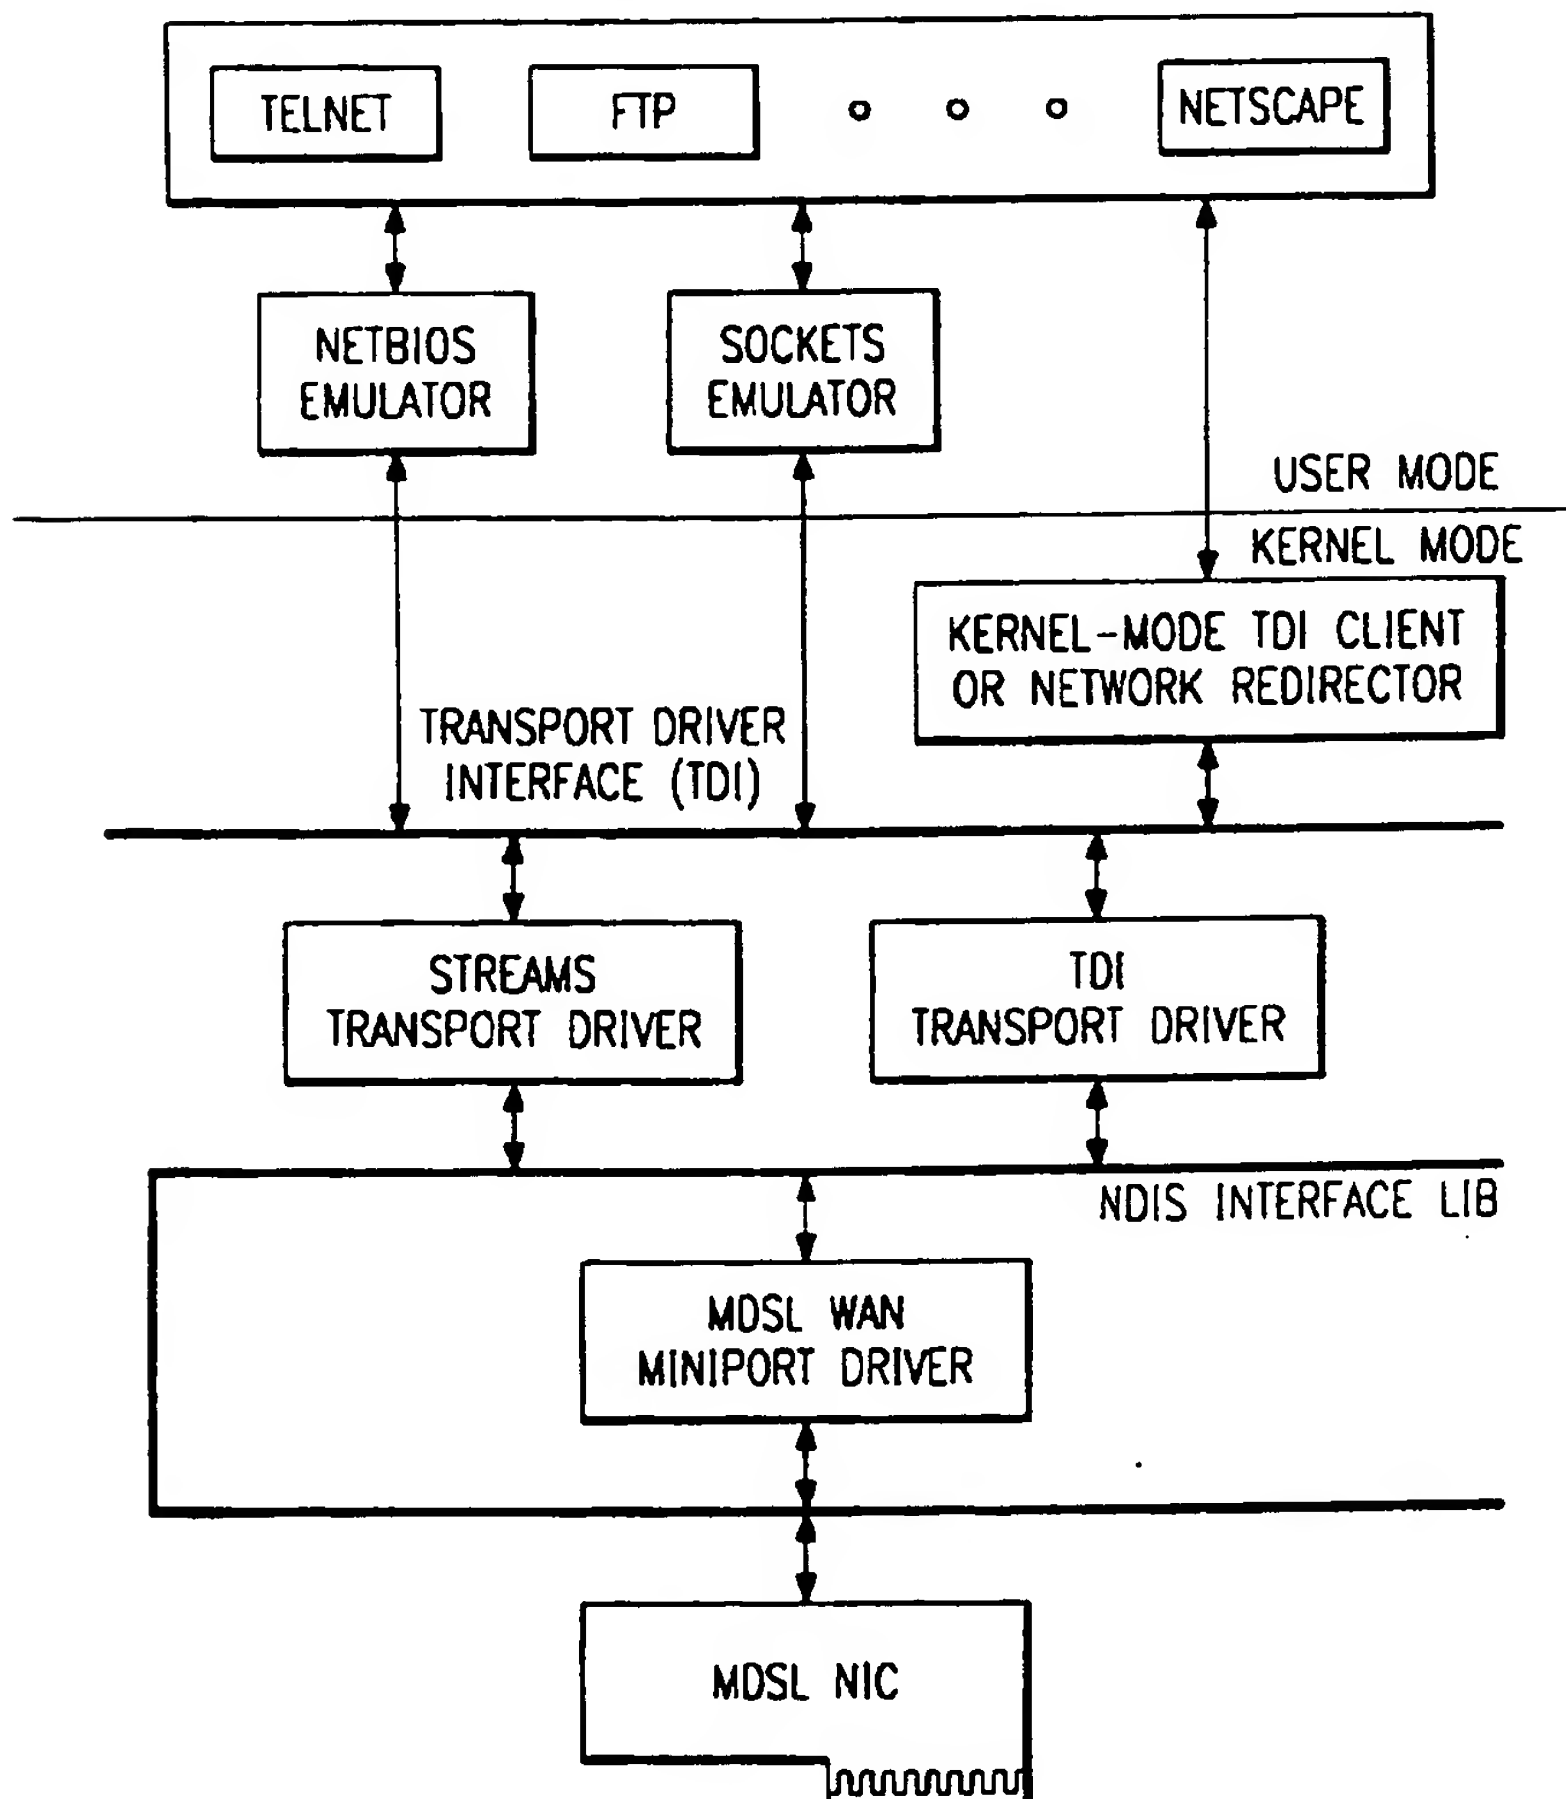 TELNET
FTP
NETSCAPE
NETBIOS
EMULATOR
SOCKETS
EMULATOR
USER MODE
KERNEL MODE
KERNEL-MODE TDI CLIENT
OR NETWORK REDIRECTOR
TRANSPORT DRIVER
INTERFACE (TDI)
STREAMS
TRANSPORT DRIVER
TDI
TRANSPORT DRIVER
NDIS INTERFACE LIB
MDSL WAN
MINIPORT DRIVER
MDSL NIC